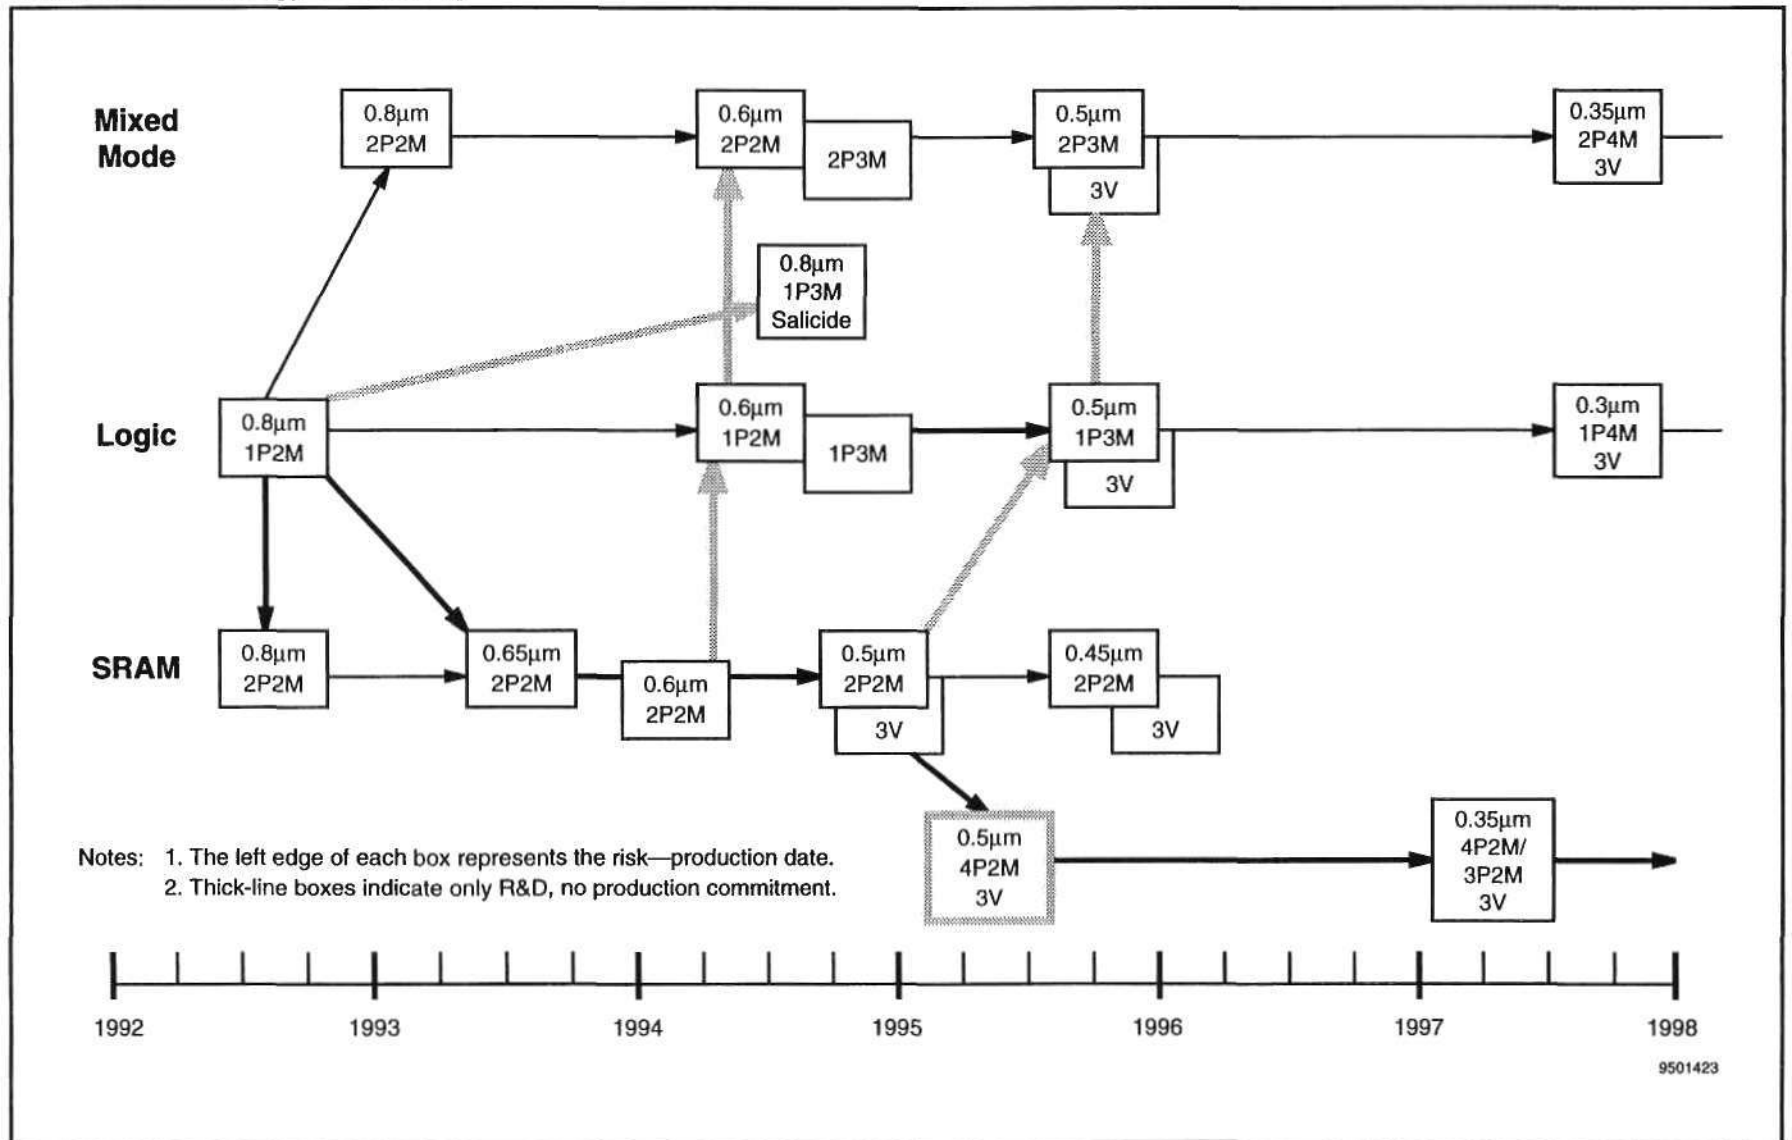 Mixed
Mode
0.8µm
2P2M
0.6µm
2P2M
2P3M
0.5µm
2P3M
3V
0.35µm
2P4M
3V
0.8µm
1P3M
Salicide
Logic
0.8µm
1P2M
0.6µm
1P2M
1P3M
0.5µm
1P3M
3V
0.3µm
1P4M
3V
SRAM
0.8µm
2P2M
0.65µm
2P2M
0.6µm
2P2M
0.5µm
2P2M
3V
0.45µm
2P2M
3V
0.5µm
4P2M
3V
0.35µm
4P2M/
3P2M
3V
Notes: 1. The left edge of each box represents the risk—production date.
2. Thick-line boxes indicate only R&D, no production commitment.
1992 1993 1994 1995 1996 1997 1998
9501423